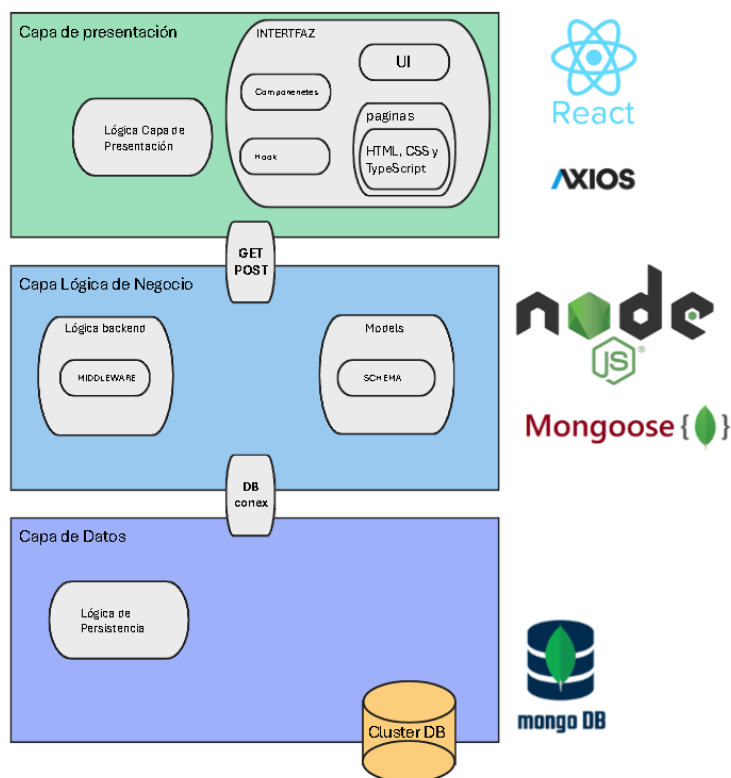 Capa de presentación
INTERTFAZ
UI
Componenetes
Lógica Capa de
Presentación
paginas
Hook
HTML, CSS y
TypeScript
React
AXIOS
GET
POST
Capa Lógica de Negocio
Lógica backend
MIDDLEWARE
Models
SCHEMA
node
JS
®
Mongoose { }
DB
conex
Capa de Datos
Lógica de
Persistencia
Cluster DB
mongo DB